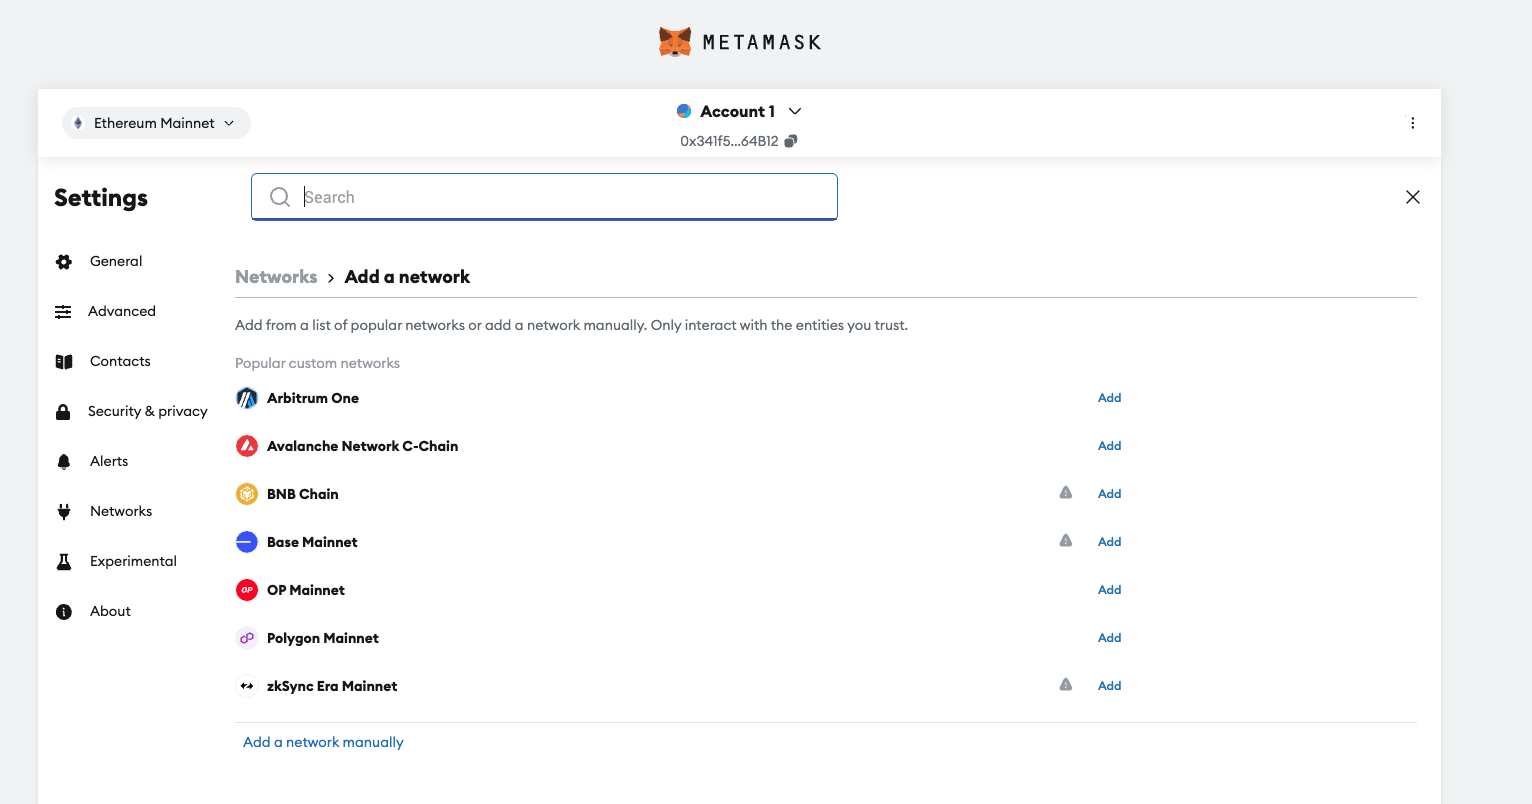 METAMASK
Ethereum Mainnet
Account 1
0x341f5...64B12
Settings
Search
General
Advanced
Contacts
Security & privacy
Alerts
Networks
Experimental
About
Networks > Add a network
Add from a list of popular networks or add a network manually. Only interact with the entities you trust.
Popular custom networks
Arbitrum One Add
Avalanche Network C-Chain Add
BNB Chain Add
Base Mainnet Add
OP OP Mainnet Add
Polygon Mainnet Add
zkSync Era Mainnet Add
Add a network manually